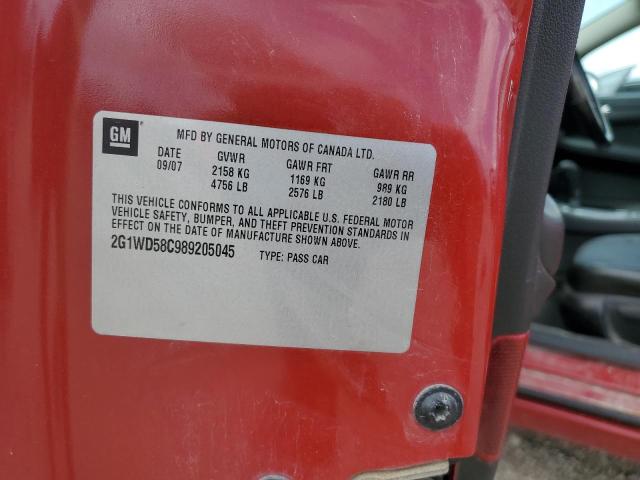 GM
MFD BY GENERAL MOTORS OF CANADA LTD.
DATE GVWR GAWR FRT GAWR RR
09/07 2158 KG 1169 KG 989 KG
4756 LB 2576 LB 2180 LB
THIS VEHICLE CONFORMS TO ALL APPLICABLE U.S. FEDERAL MOTOR
VEHICLE SAFETY, BUMPER, AND THEFT PREVENTION STANDARDS IN
EFFECT ON THE DATE OF MANUFACTURE SHOWN ABOVE.
2G1WD58C989205045 TYPE: PASS CAR